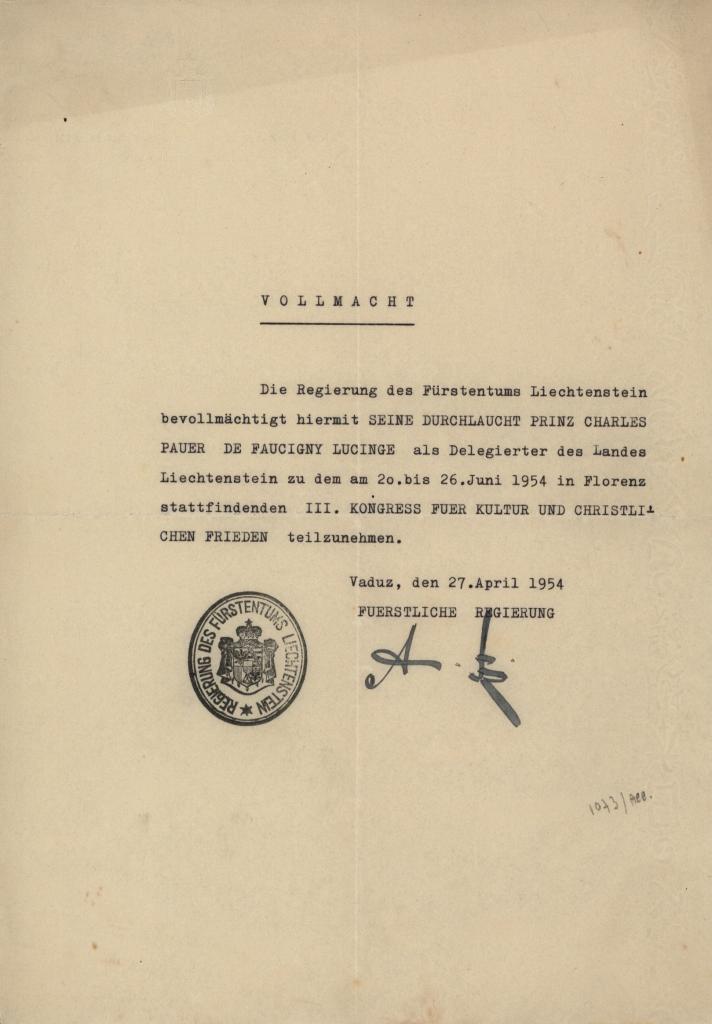 VOLLMACHT
Die Regierung des Fürstentums Liechtenstein
bevollmächtigt hiermit SEINE DURCHLAUCHT PRINZ CHARLES
PAUER DE FAUCIGNY LUCINGE als Delegierter des Landes
Liechtenstein zu dem am 2o.bis 26.Juni 1954 in Florenz
stattfindenden III. KONGRESS FUER KULTUR UND CHRISTLI-
CHEN FRIEDEN teilzunehmen.
Vaduz, den 27.April 1954
FUERSTLICHE REGIERUNG
REGIERUNG DES FÜRSTENTUMS LIECHTENSTEIN